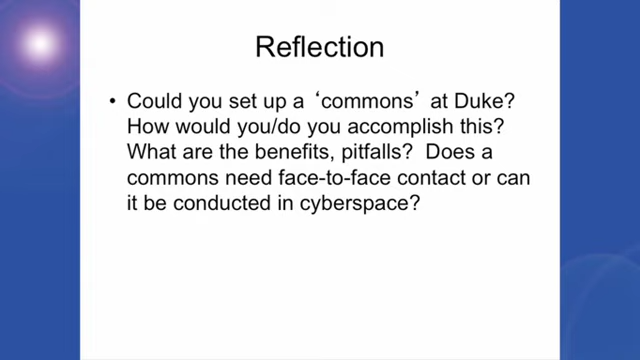 Reflection
• Could you set up a ‘commons’ at Duke?
How would you/do you accomplish this?
What are the benefits, pitfalls?  Does a
commons need face-to-face contact or can
it be conducted in cyberspace?